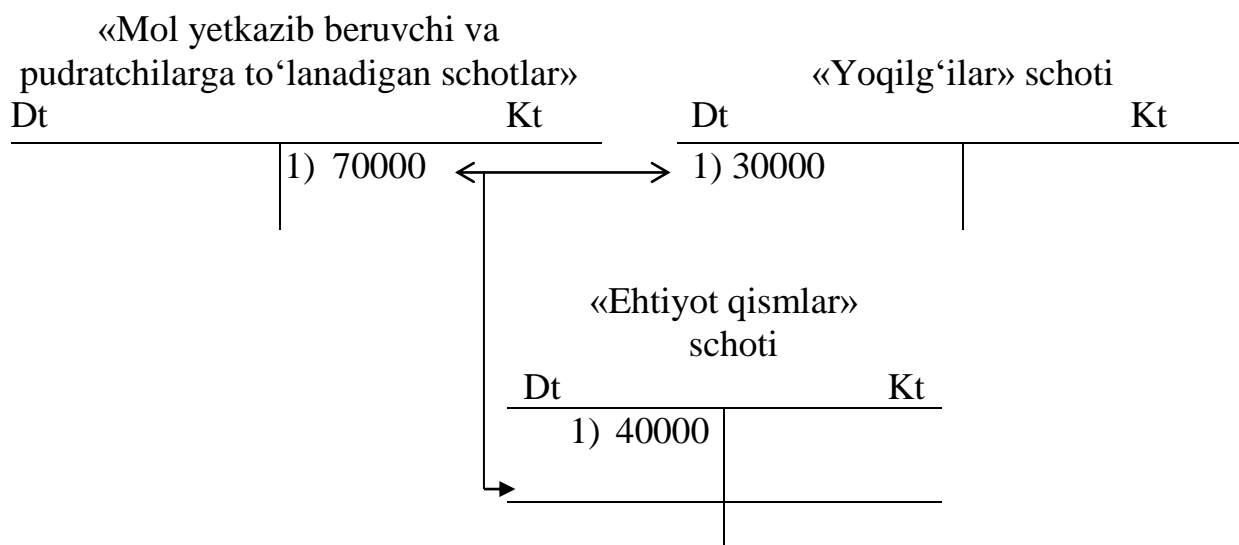 «Mol yetkazib beruvchi va
pudratchilarga to‘lanadigan schotlar»
Dt Kt
1) 70000
«Yoqilg‘ilar» schoti
Dt Kt
1) 30000
«Ehtiyot qismlar»
schoti
Dt Kt
1) 40000